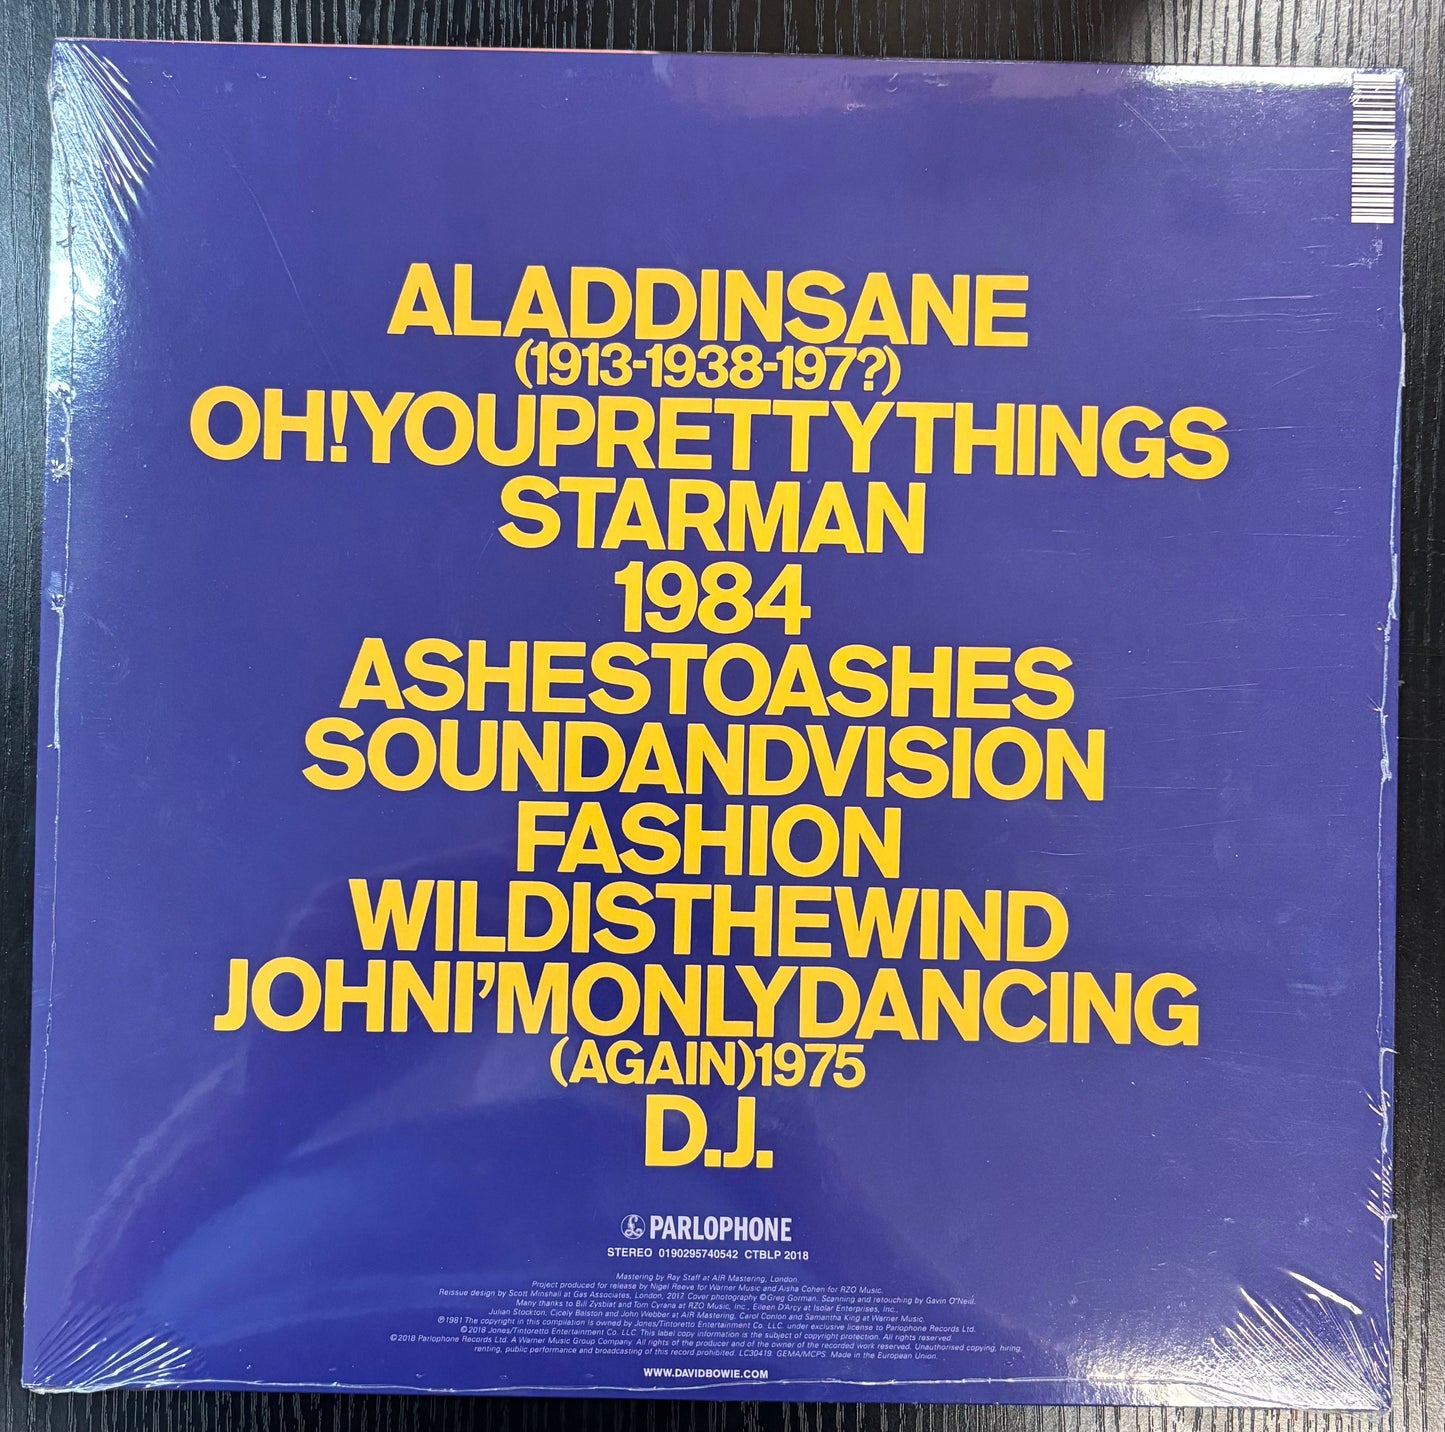 ALADDINSANE
(1913-1938-197?)
OH!YOUPRETTYTHINGS
STARMAN
1984
ASHESTOASHES
SOUNDANDVISION
FASHION
WILDISTHEWIND
JOHNI'MONLYDANCING
(AGAIN)1975
D.J.
£ PARLOPHONE
STEREO 0190295740542 CTBLP 2018
Mastering by Ray Staff at AIR Mastering, London.
Project produced for release by Nigel Reeve for Warner Music and Aisha Cohen for RZO Music.
Reissue design by Scott Minshall at Gas Associates, London, 2017. Cover photography ©Greg Gorman. Scanning and retouching by Gavin O'Neill.
Many thanks to Bill Zysblat and Tom Cyrana at RZO Music, Inc., Eileen D'Arcy at Isolar Enterprises, Inc.,
Julian Stockton, Cicely Balston and John Webber at AIR Mastering, Carol Conlon and Samantha King at Warner Music.
℗1981 The copyright in this compilation is owned by Jones/Tintoretto Entertainment Co. LLC. under exclusive license to Parlophone Records Ltd.
©2018 Jones/Tintoretto Entertainment Co. LLC. This label copy information is the subject of copyright protection. All rights reserved.
©2018 Parlophone Records Ltd. A Warner Music Group Company. All rights of the producer and of the owner of the recorded work reserved. Unauthorised copying, hiring,
renting, public performance and broadcasting of this record prohibited. LC30419. GEMA/MCPS. Made in the European Union.
WWW.DAVIDBOWIE.COM